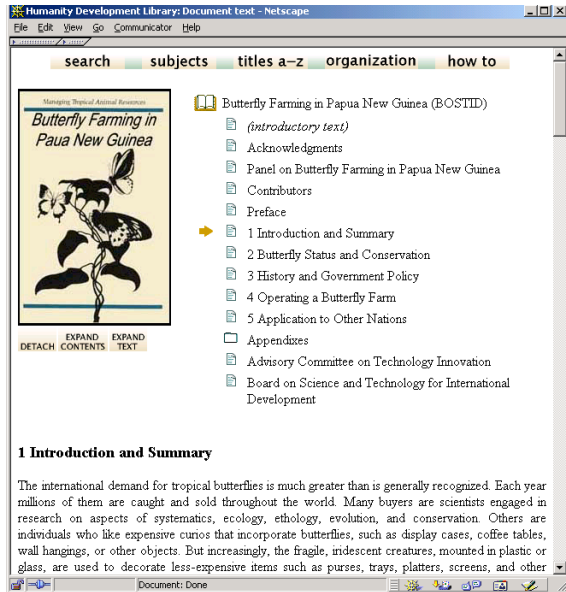 Humanity Development Library: Document text - Netscape
File Edit View Go Communicator Help
search subjects titles a–z organization how to
Managing Tropical Animal Resources
Butterfly Farming in
Paua New Guinea
DETACH
EXPAND CONTENTS
EXPAND TEXT
Butterfly Farming in Papua New Guinea (BOSTID)
(introductory text)
Acknowledgments
Panel on Butterfly Farming in Papua New Guinea
Contributors
Preface
1 Introduction and Summary
2 Butterfly Status and Conservation
3 History and Government Policy
4 Operating a Butterfly Farm
5 Application to Other Nations
Appendixes
Advisory Committee on Technology Innovation
Board on Science and Technology for International
Development
1 Introduction and Summary
The international demand for tropical butterflies is much greater than is generally recognized. Each year
millions of them are caught and sold throughout the world. Many buyers are scientists engaged in
research on aspects of systematics, ecology, ethology, evolution, and conservation. Others are
individuals who like expensive curios that incorporate butterflies, such as display cases, coffee tables,
wall hangings, or other objects. But increasingly, the fragile, iridescent creatures, mounted in plastic or
glass, are used to decorate less-expensive items such as purses, trays, platters, screens, and other
Document: Done